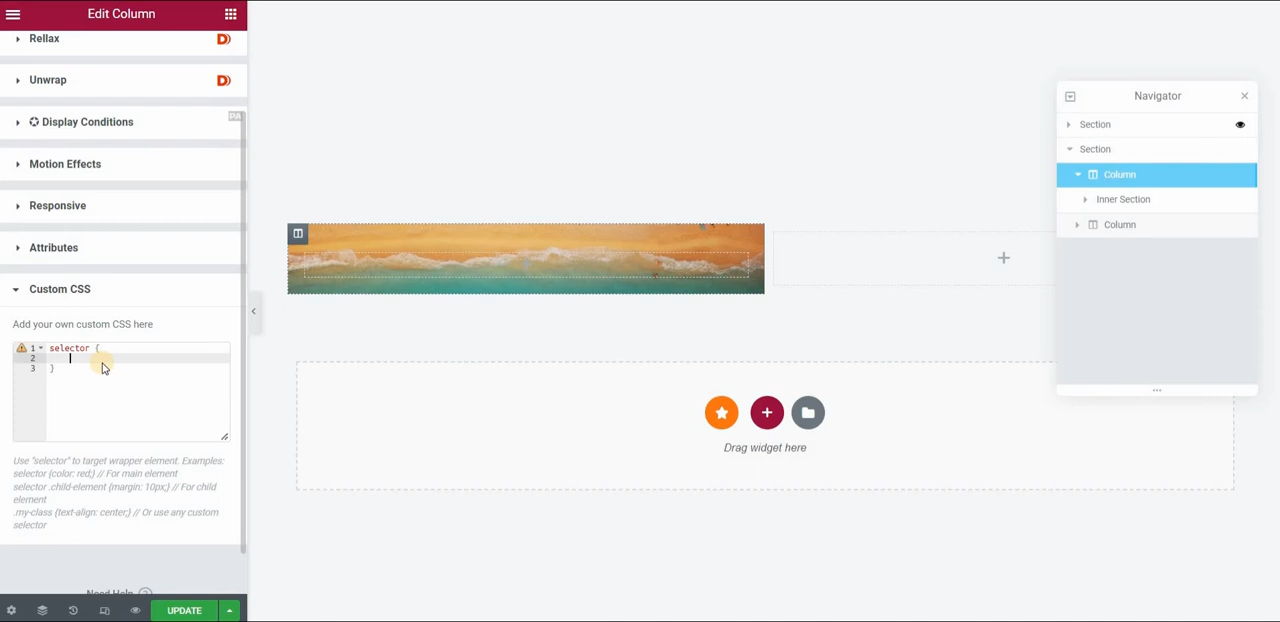 Edit Column
Rellax
D)
Unwrap
D)
Display Conditions
PA
Motion Effects
Responsive
Attributes
Custom CSS
Add your own custom CSS here
1 selector {
2
3 }
Use "selector" to target wrapper element. Examples:
selector {color: red;} // For main element
selector .child-element {margin: 10px;} // For child
element
.my-class {text-align: center;} // Or use any custom
selector
Need Help ?
UPDATE
Drag widget here
Navigator
Section
Section
Column
Inner Section
Column